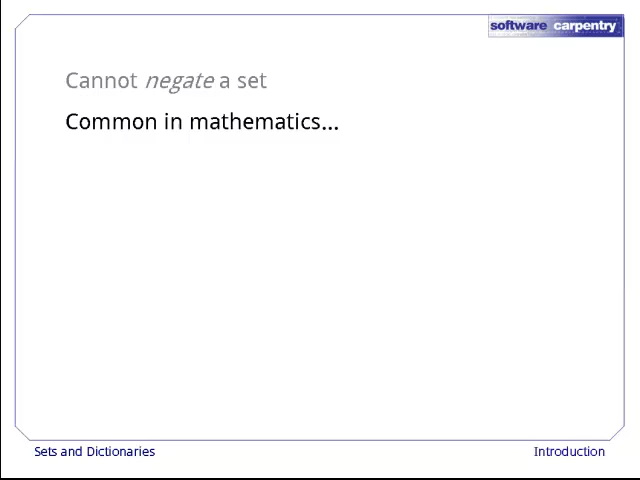 software carpentry
Cannot negate a set
Common in mathematics...
Sets and Dictionaries
Introduction